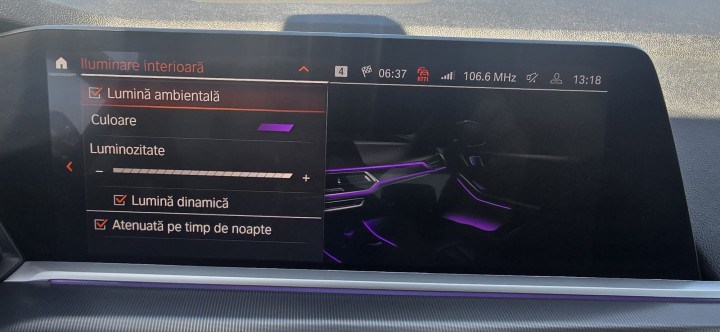 Iluminare interioară
4 06:37 106.6 MHz 13:18
Lumină ambientală
Culoare
Luminozitate
- +
Lumină dinamică
Atenuată pe timp de noapte